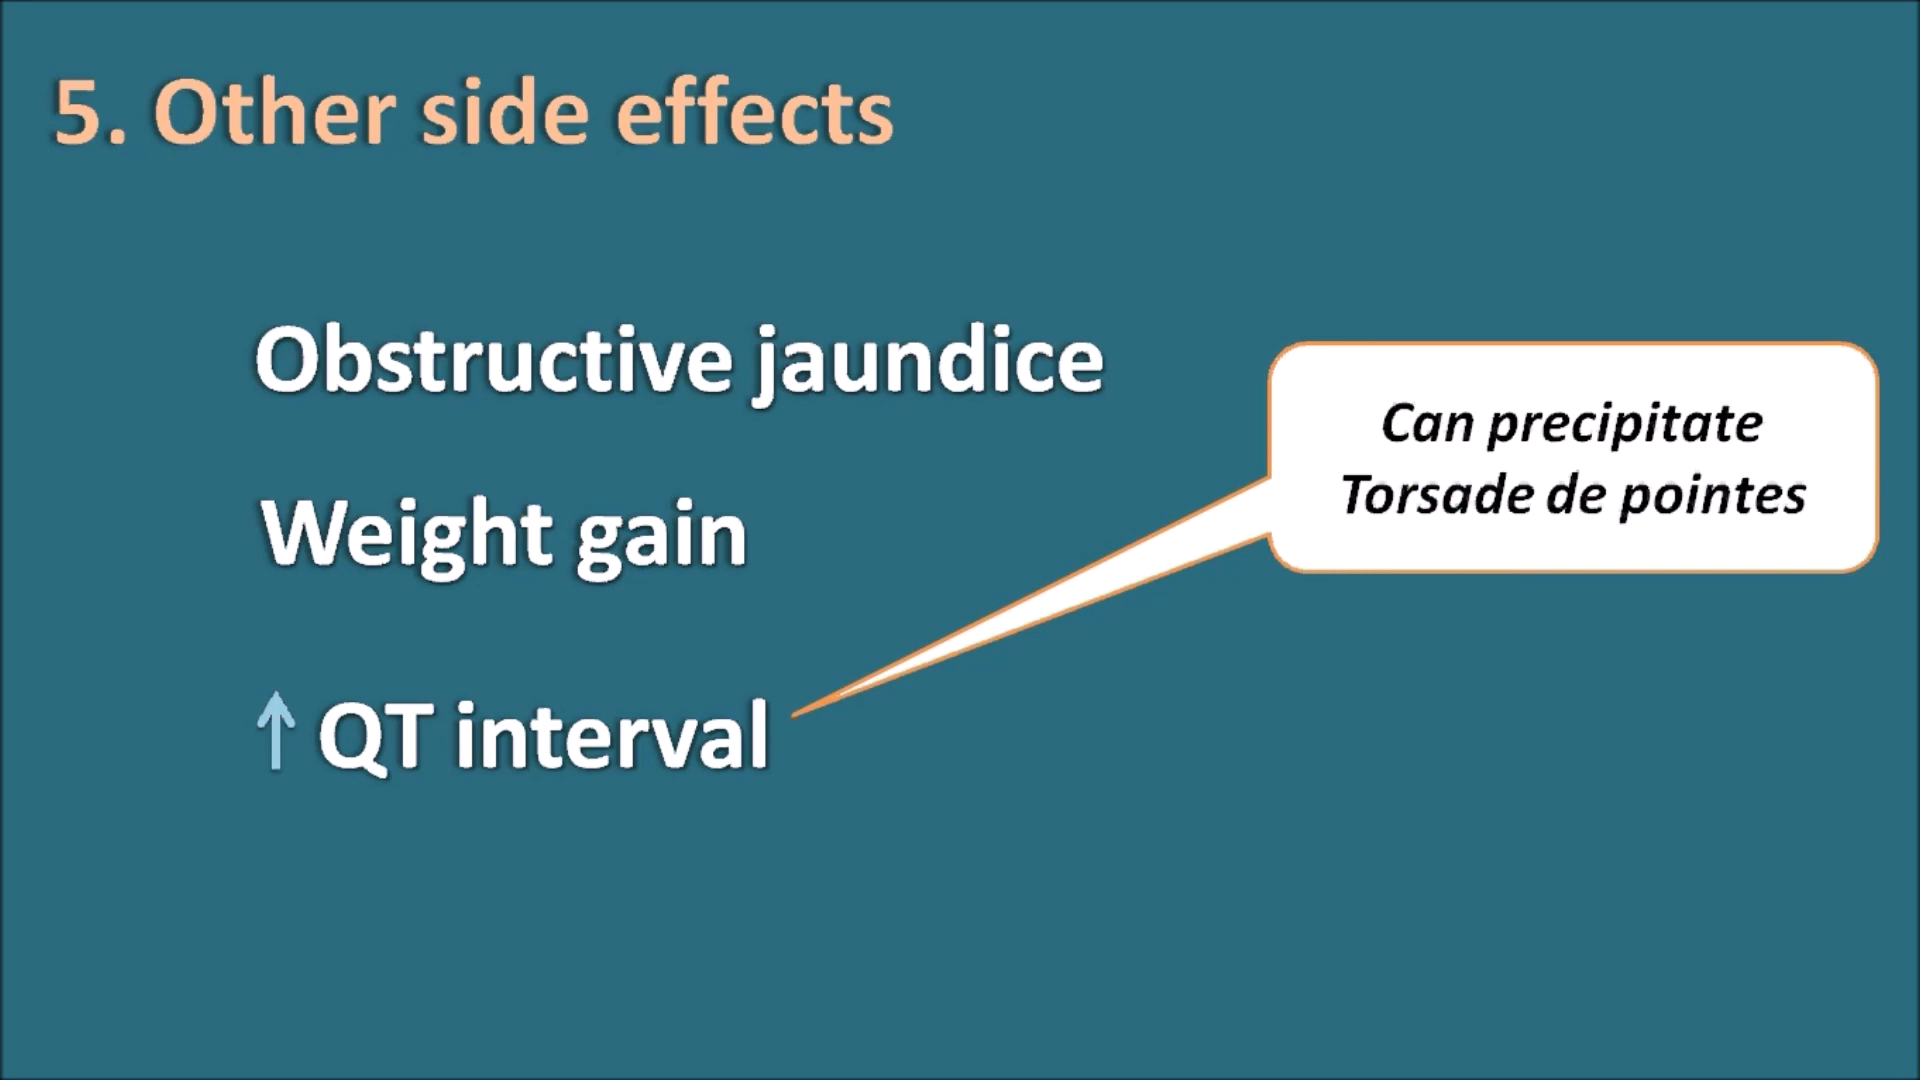 5. Other side effects
Obstructive jaundice
Can precipitate
Torsade de pointes
Weight gain
↑ QT interval